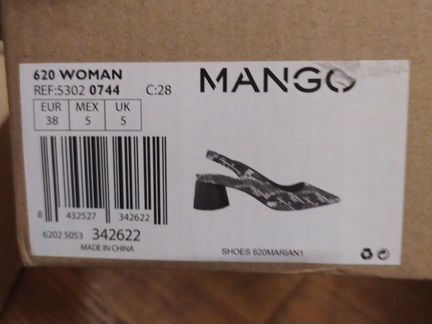 620 WOMAN
MANGO
REF:5302 0744 C:28
EUR MEX UK
38 5 5
8 432527 342622
6202 5053 342622
MADE IN CHINA
SHOES 620MARIAN1